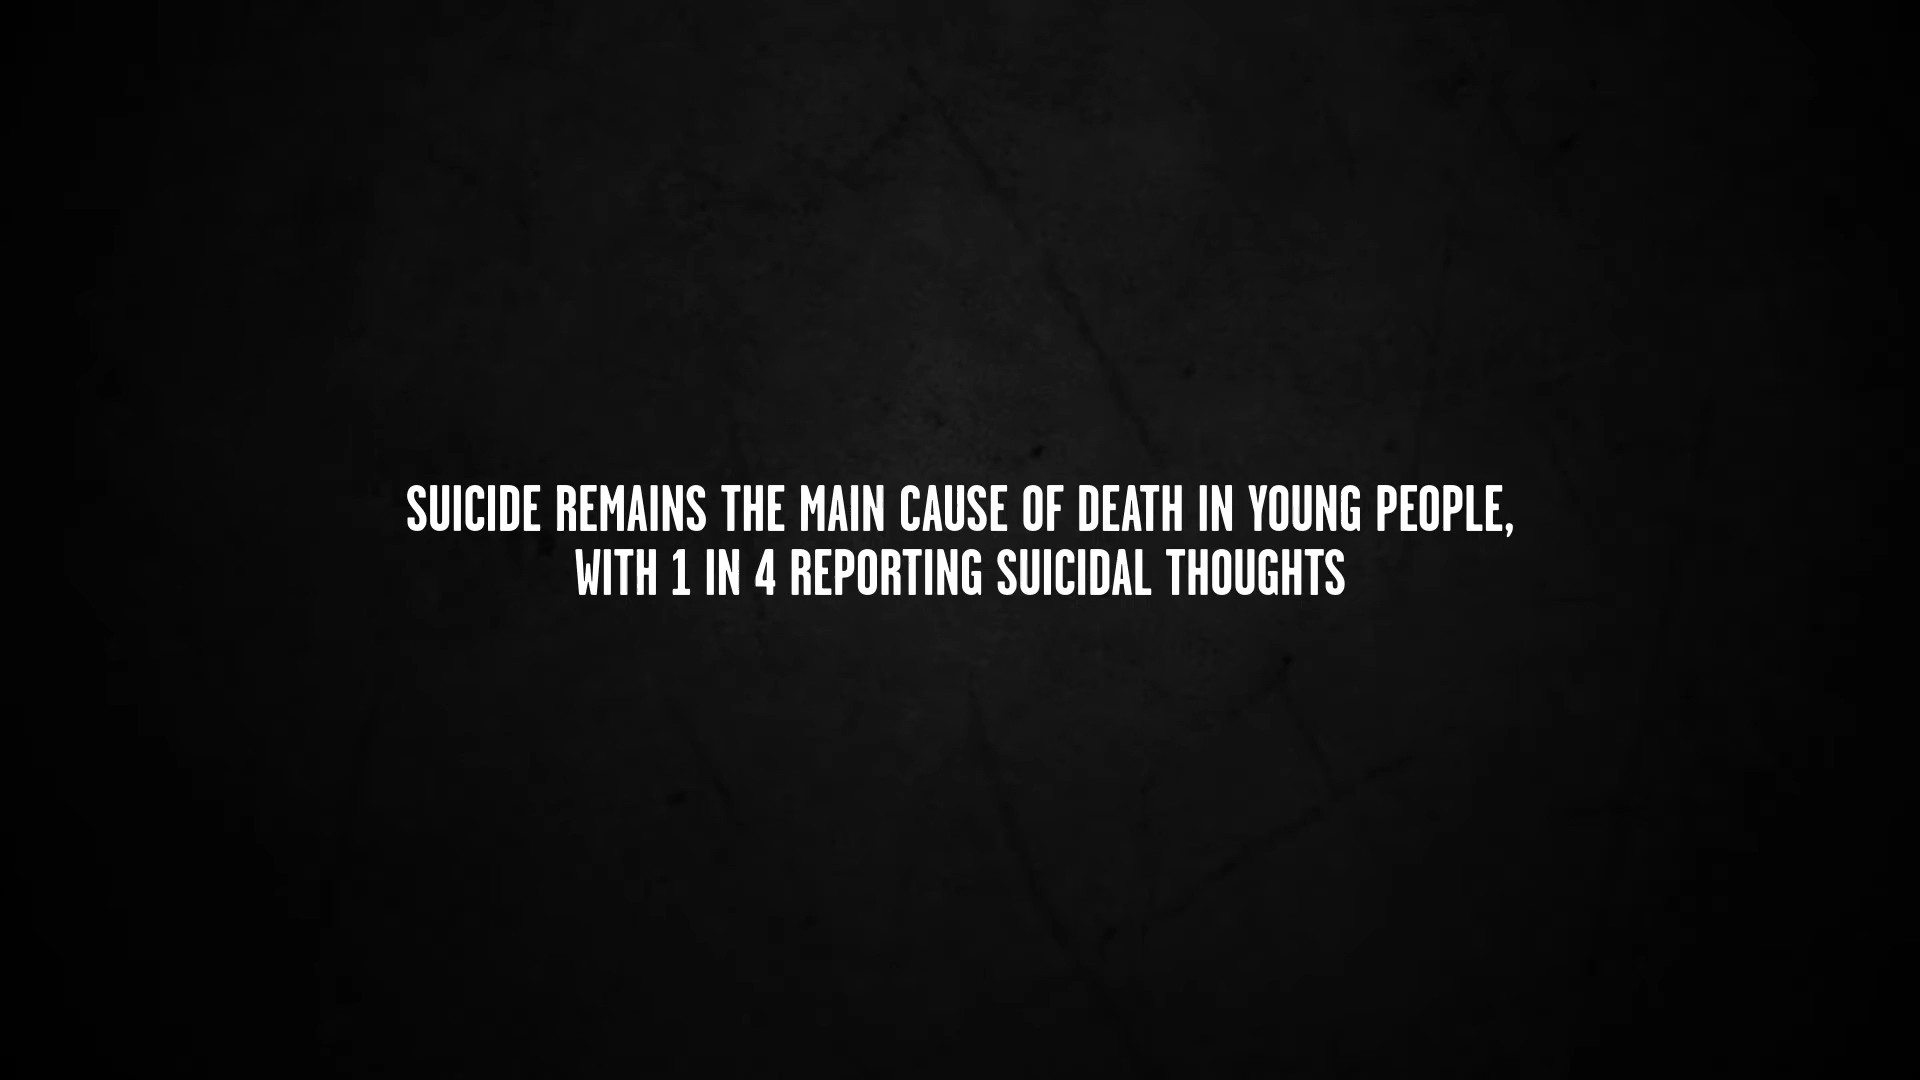 SUICIDE REMAINS THE MAIN CAUSE OF DEATH IN YOUNG PEOPLE,
WITH 1 IN 4 REPORTING SUICIDAL THOUGHTS